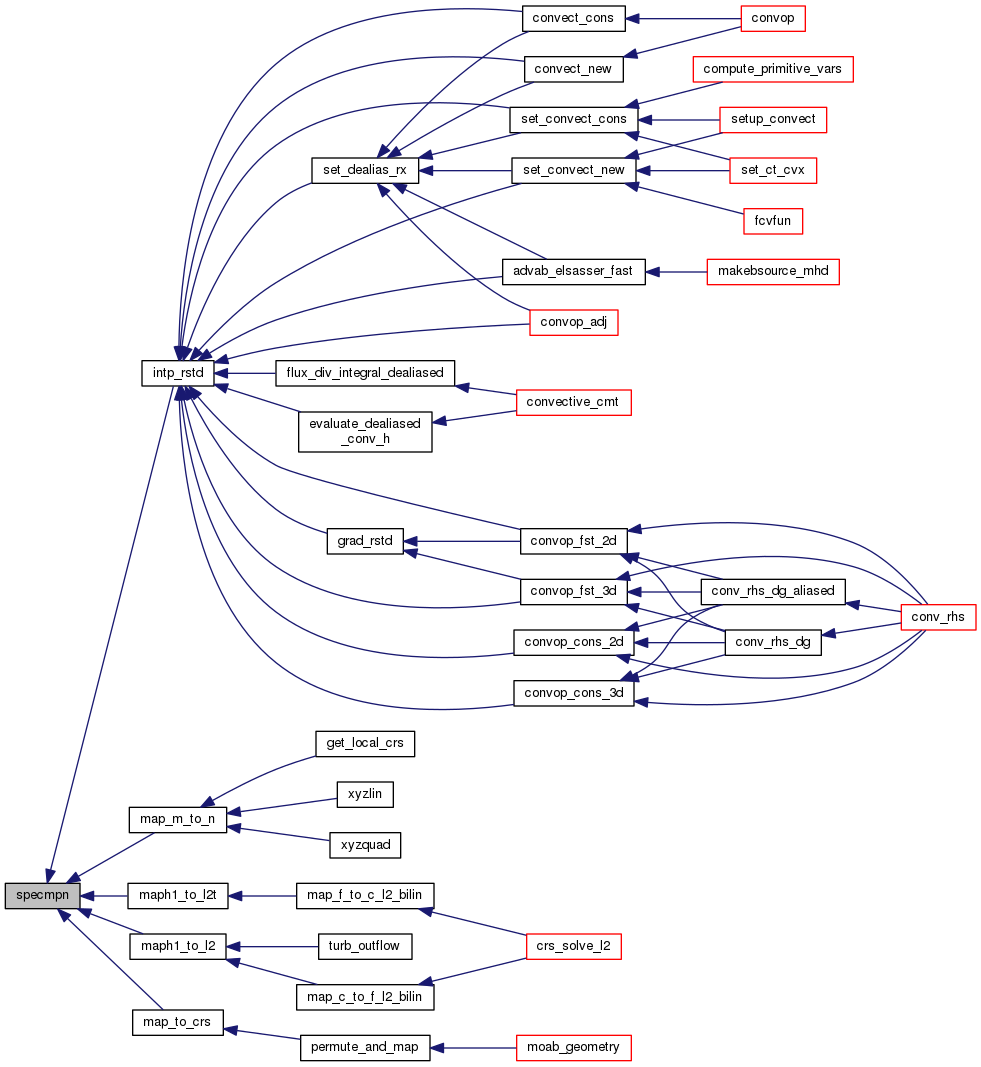 convect_cons
convop
convect_new
compute_primitive_vars
set_convect_cons
setup_convect
set_dealias_rx
set_convect_new
set_ct_cvx
fcvfun
advab_elsasser_fast
makebsource_mhd
convop_adj
intp_rstd
flux_div_integral_dealiased
convective_cmt
evaluate_dealiased
_conv_h
grad_rstd
convop_fst_2d
convop_fst_3d
conv_rhs_dg_aliased
conv_rhs
convop_cons_2d
conv_rhs_dg
convop_cons_3d
get_local_crs
xyzlin
map_m_to_n
xyzquad
specmpn
maph1_to_l2t
map_f_to_c_l2_bilin
maph1_to_l2
turb_outflow
crs_solve_l2
map_c_to_f_l2_bilin
map_to_crs
permute_and_map
moab_geometry